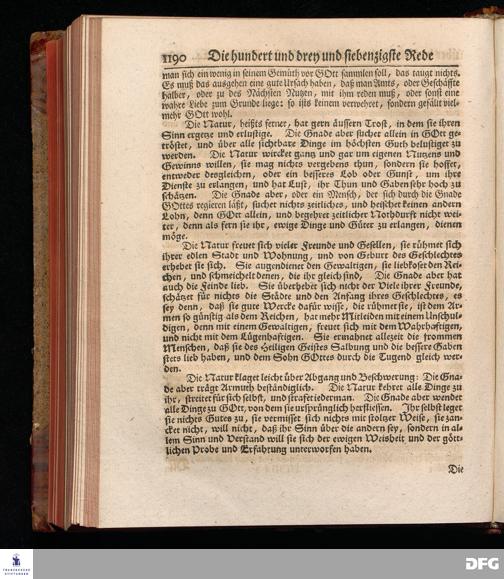 1190 Die hundert und drey und siebenzigste Rede
man sich ein wenig in seinem Gemüth vor GOtt sammlen soll, das taugt nichts.
Es muß das ausgehen eine gute Ursach haben, daß man Amts, oder Geschäffte
halber, oder zu des Nächsten Nutzen, mit ihm reden muß, oder sonst eine
wahre Liebe zum Grunde liege: so ists keinem verwehret, sondern gefällt viel-
mehr GOtt wohl.
Die Natur, heißts ferner, hat gern äussern Trost, in dem sie ihren
Sinn ergetze und erlustige. Die Gnade aber suchet allein in GOtt ge-
tröstet, und über alle sichtbare Dinge im höchsten Guth belustiget zu
werden. Die Natur wircket gantz und gar um eigenen Nutzens und
Gewinns willen, sie mag nichts vergebens thun, sondern sie hoffet,
entweder desgleichen, oder ein besseres Lob oder Gunst, um ihre
Dienste zu erlangen, und hat Lust, ihr Thun und Gaben sehr hoch zu
schätzen. Die Gnade aber, oder ein Mensch, der sich durch die Gnade
GOttes regieren läßt, suchet nichts zeitliches, und heischet keinen andern
Lohn, denn GOtt allein, und begehret zeitlicher Nothdurft nicht wei-
ter, denn als fern sie ihr, ewige Dinge und Güter zu erlangen, dienen
möge.
Die Natur freuet sich vieler Freunde und Gesellen, sie rühmet sich
ihrer edlen Stadt und Wohnung, und von Geburt des Geschlechtes
erhebet sie sich. Sie augendienet den Gewaltigen, sie liebkoset den Rei-
chen, und schmeichelt denen, die ihr gleich sind. Die Gnade aber hat
auch die Feinde lieb. Sie überhebet sich nicht der Viele ihrer Freunde,
schätzet für nichts die Städte und den Anfang ihres Geschlechtes, es
sey denn, daß sie gute Wercke dafür wisse, die rühmet sie, ist dem Ar-
men so günstig als dem Reichen, hat mehr Mitleiden mit einem Unschul-
digen, denn mit einem Gewaltigen, freuet sich mit dem Wahrhaftigen,
und nicht mit dem Lügenhaftigen. Sie ermahnet allezeit die frommen
Menschen, daß sie des Heiligen Geistes Salbung und die bessere Gaben
stets lieb haben, und dem Sohn GOttes durch die Tugend gleich wer-
den.
Die Natur klaget leicht über Abgang und Beschwerung: Die Gna-
de aber trägt Armuth beständiglich. Die Natur kehret alle Dinge zu
ihr, streitet für sich selbst, und strafet iederman. Die Gnade aber wendet
alle Dinge zu GOtt, von dem sie ursprünglich herfliessen. Ihr selbst leget
sie nichts Gutes zu, sie vermisset sich nichts mit stoltzer Weiß, sie zan-
cket nicht, will nicht, daß ihr Sinn über die andern sey, sondern in al-
lem Sinn und Verstand will sie sich der ewigen Weisheit und der gött-
lichen Probe und Erfahrung unterworfen haben.
Die
FRANCKESCHE
STIFTUNGEN
DFG